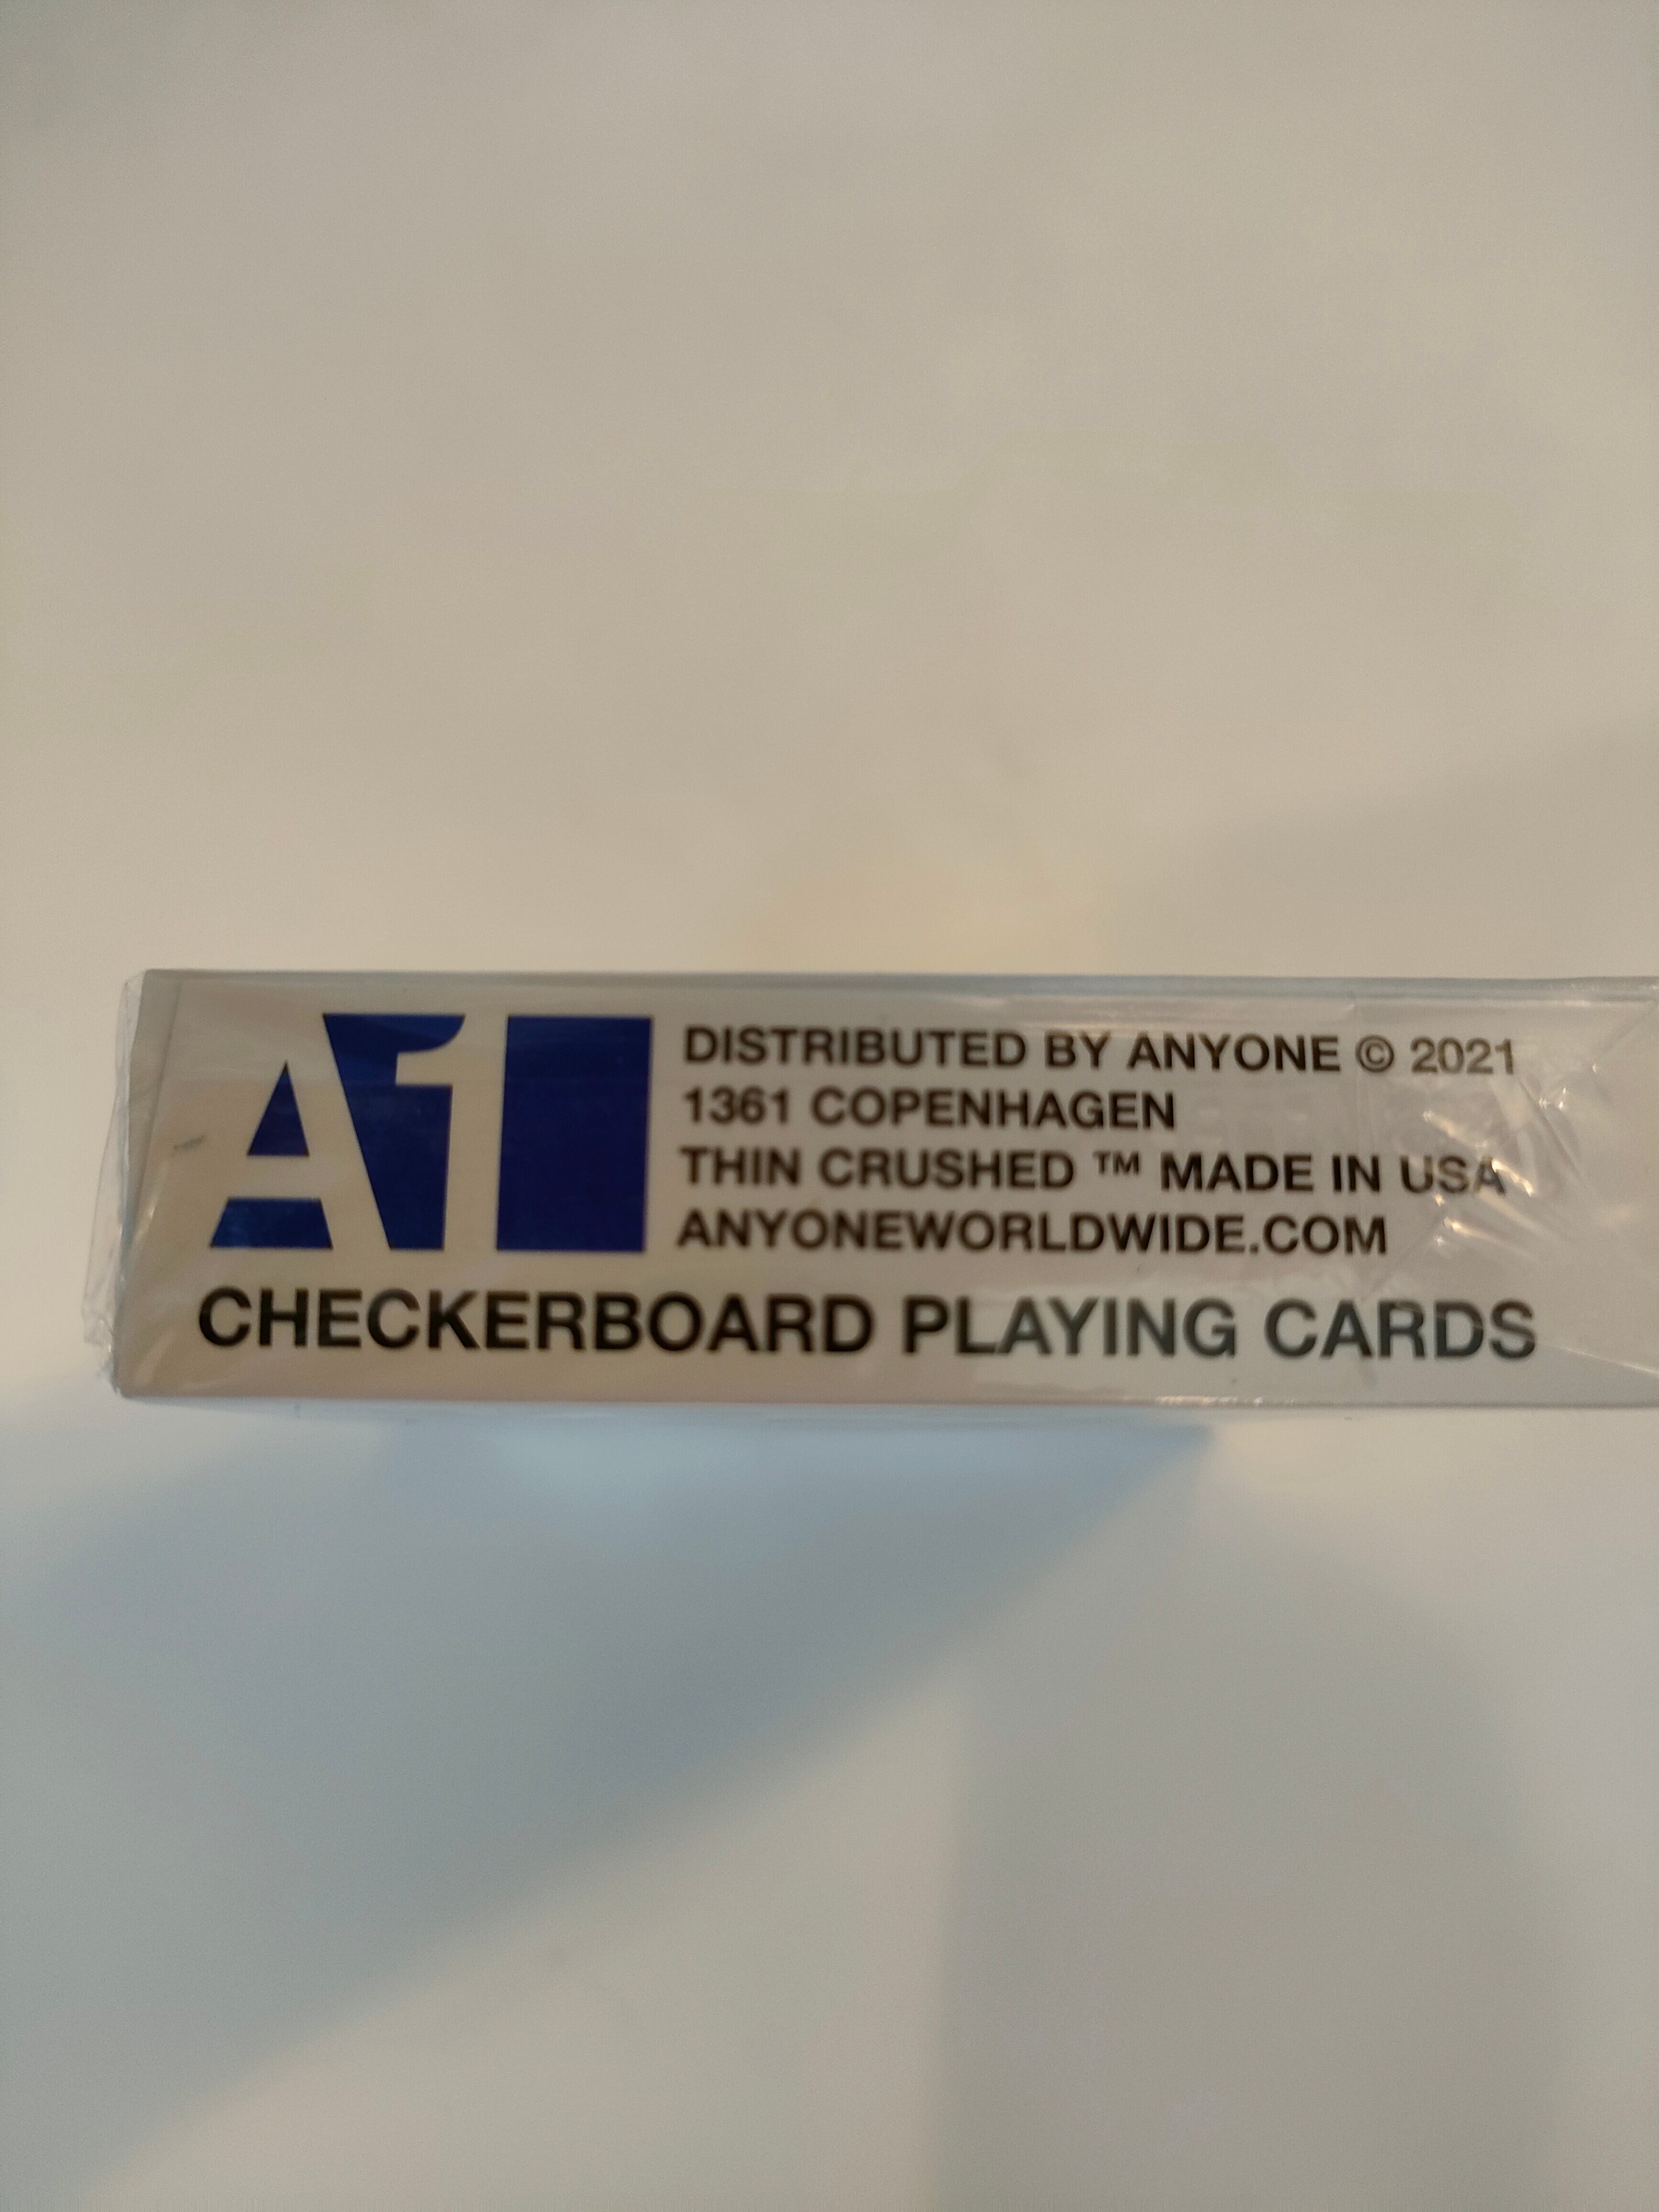 A1
DISTRIBUTED BY ANYONE © 2021
1361 COPENHAGEN
THIN CRUSHED ™ MADE IN USA
ANYONEWORLDWIDE.COM
CHECKERBOARD PLAYING CARDS